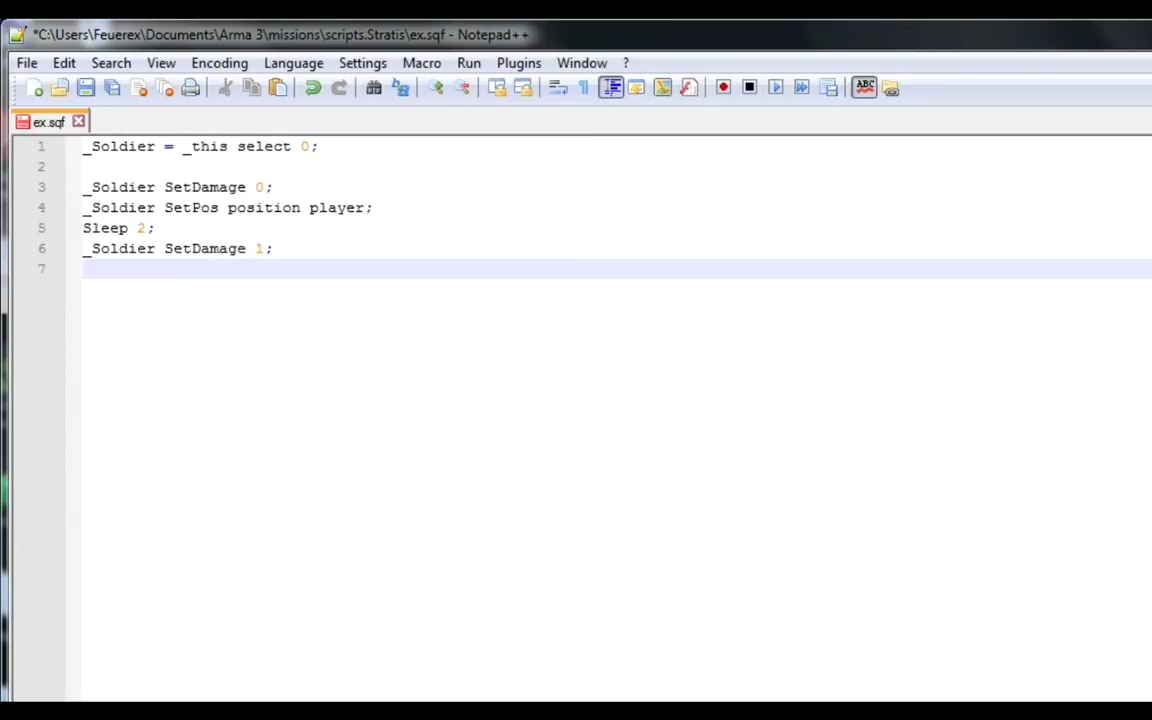 *C:\Users\Feuerex\Documents\Arma 3\missions\scripts.Stratis\ex.sqf - Notepad++
File Edit Search View Encoding Language Settings Macro Run Plugins Window ?
ABC
ex.sqf
1 _Soldier = _this select 0;
2
3 _Soldier SetDamage 0;
4 _Soldier SetPos position player;
5 Sleep 2;
6 _Soldier SetDamage 1;
7